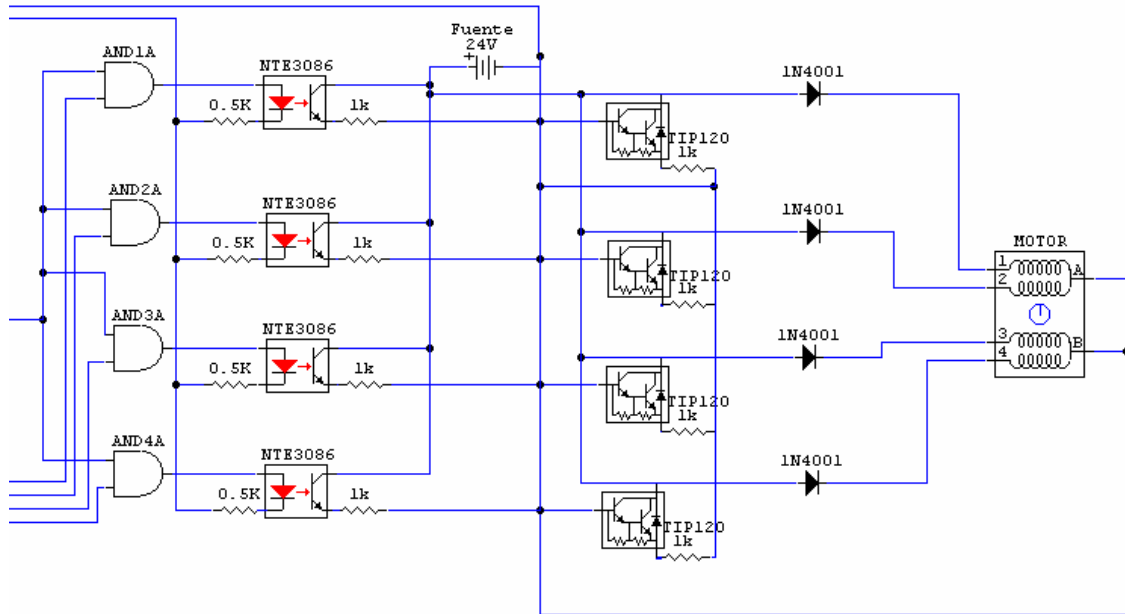 Fuente
24V
+
AND1A
NTE3086
0.5K
1k
1N4001
TIP120
1k
AND2A
NTE3086
0.5K
1k
1N4001
TIP120
1k
MOTOR
1
2
A
3
4
B
AND3A
NTE3086
0.5K
1k
1N4001
TIP120
1k
AND4A
NTE3086
0.5K
1k
1N4001
TIP120
1k